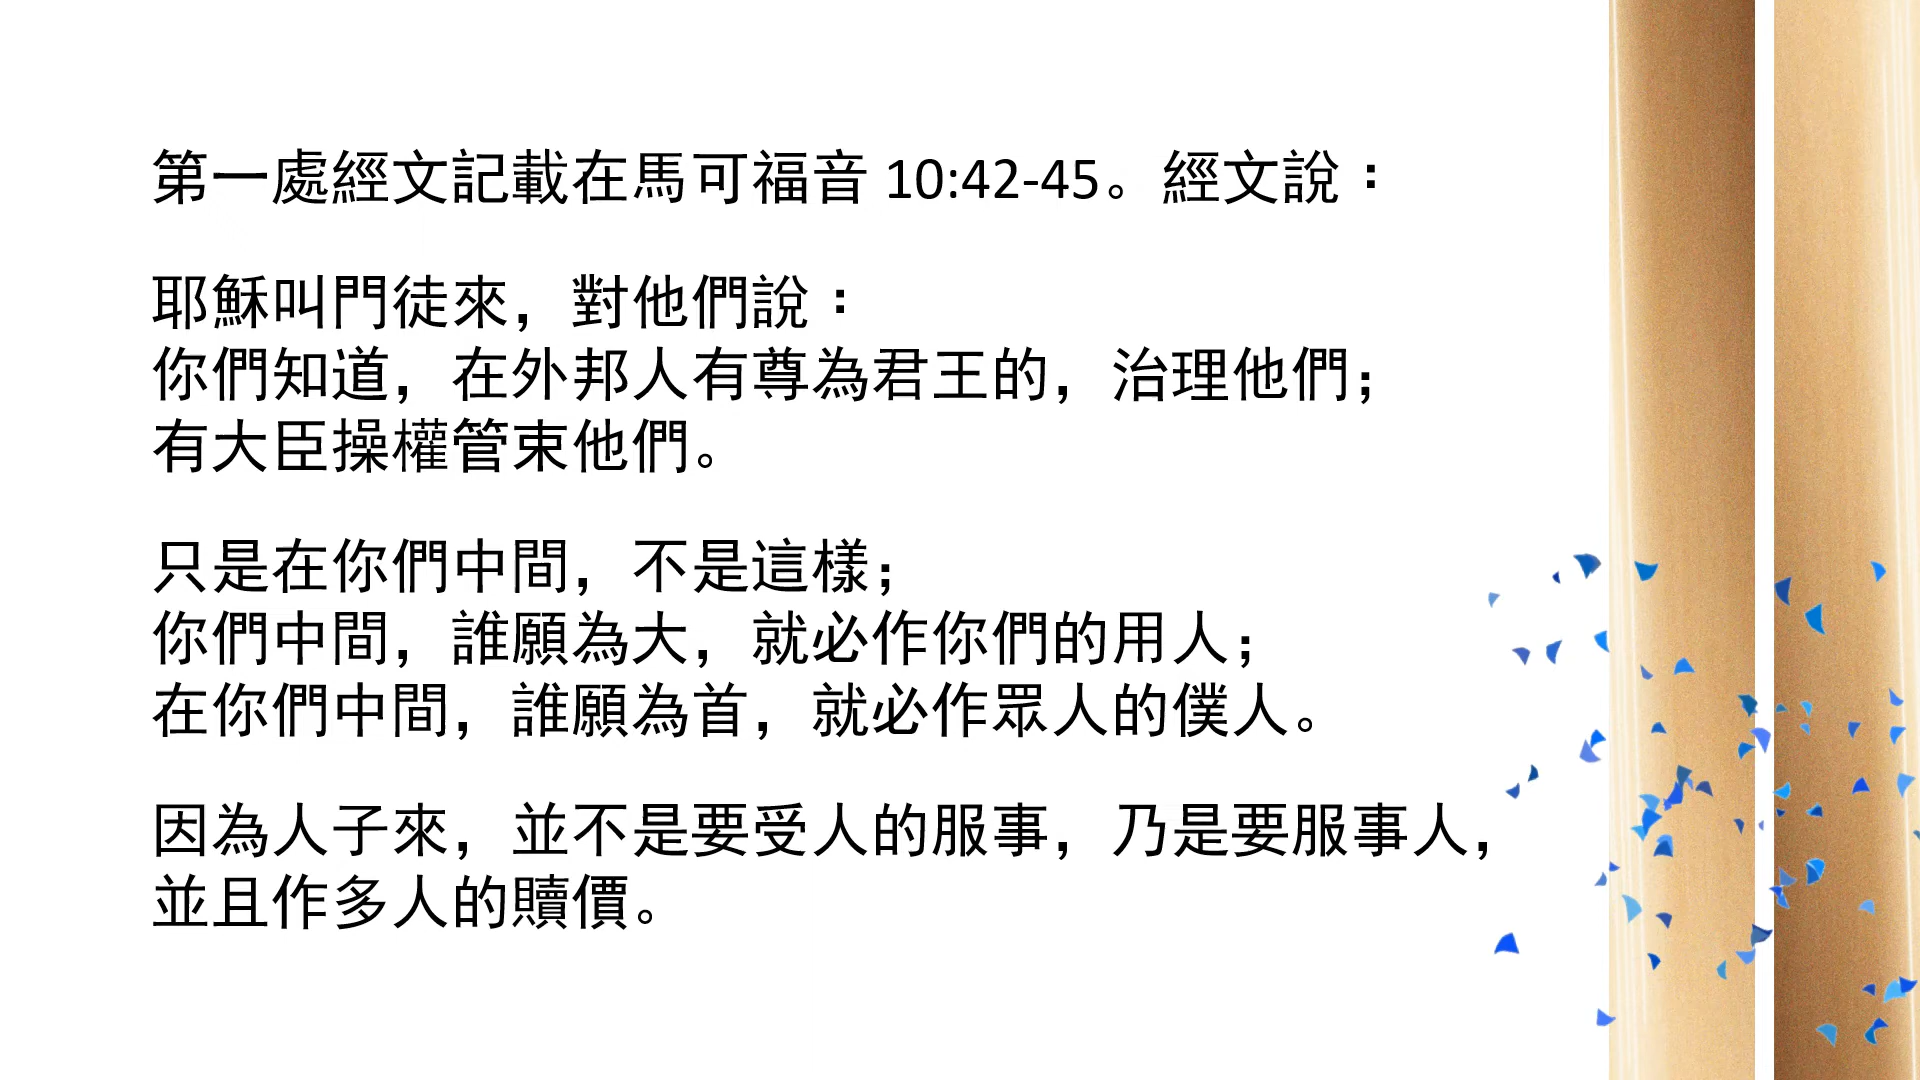 第一處經文記載在馬可福音 10:42-45。經文說：
耶穌叫門徒來，對他們說：
你們知道，在外邦人有尊為君王的，治理他們；
有大臣操權管束他們。
只是在你們中間，不是這樣；
你們中間，誰願為大，就必作你們的用人；
在你們中間，誰願為首，就必作眾人的僕人。
因為人子來，並不是要受人的服事，乃是要服事人，
並且作多人的贖價。